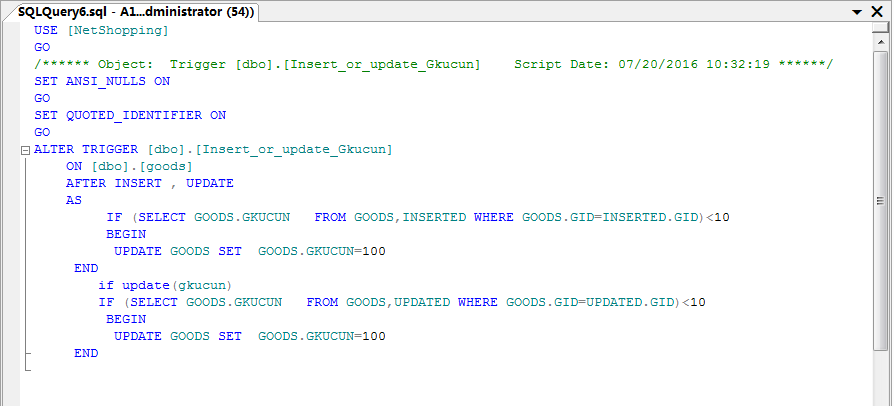 SQLQuery6.sql - A1...dministrator (54))
USE [NetShopping]
GO
/****** Object:  Trigger [dbo].[Insert_or_update_Gkucun]    Script Date: 07/20/2016 10:32:19 ******/
SET ANSI_NULLS ON
GO
SET QUOTED_IDENTIFIER ON
GO
ALTER TRIGGER [dbo].[Insert_or_update_Gkucun]
ON [dbo].[goods]
AFTER INSERT , UPDATE
AS
IF (SELECT GOODS.GKUCUN   FROM GOODS,INSERTED WHERE GOODS.GID=INSERTED.GID)<10
BEGIN
UPDATE GOODS SET  GOODS.GKUCUN=100
END
if update(gkucun)
IF (SELECT GOODS.GKUCUN   FROM GOODS,UPDATED WHERE GOODS.GID=UPDATED.GID)<10
BEGIN
UPDATE GOODS SET  GOODS.GKUCUN=100
END